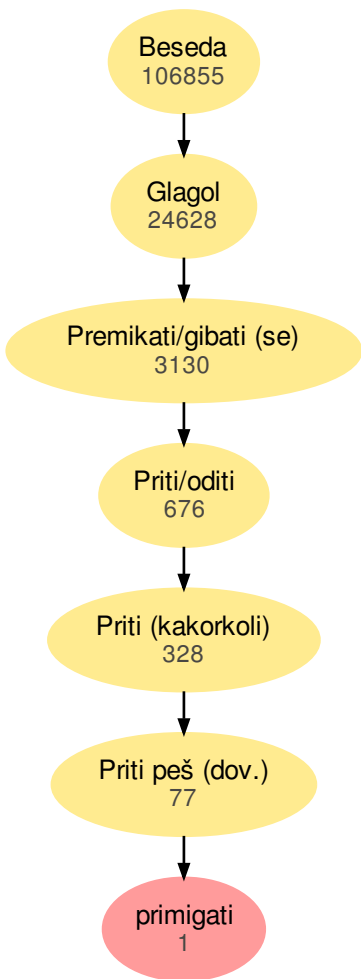 Beseda
106855
Glagol
24628
Premikati/gibati (se)
3130
Priti/oditi
676
Priti (kakorkoli)
328
Priti peš (dov.)
77
primigati
1